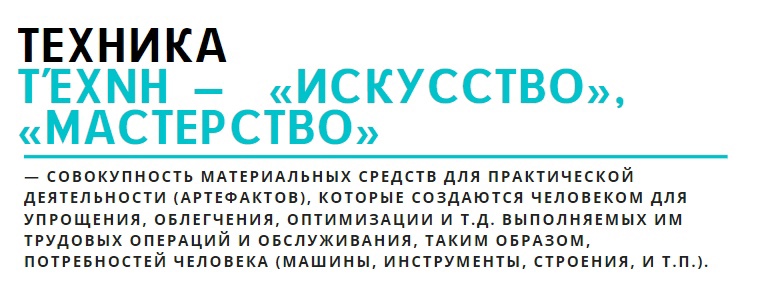 ТЕХНИКА
ΤΈΧΝΗ – «ИСКУССТВО»,
«МАСТЕРСТВО»
— СОВОКУПНОСТЬ МАТЕРИАЛЬНЫХ СРЕДСТВ ДЛЯ ПРАКТИЧЕСКОЙ
ДЕЯТЕЛЬНОСТИ (АРТЕФАКТОВ), КОТОРЫЕ СОЗДАЮТСЯ ЧЕЛОВЕКОМ ДЛЯ
УПРОЩЕНИЯ, ОБЛЕГЧЕНИЯ, ОПТИМИЗАЦИИ И Т.Д. ВЫПОЛНЯЕМЫХ ИМ
ТРУДОВЫХ ОПЕРАЦИЙ И ОБСЛУЖИВАНИЯ, ТАКИМ ОБРАЗОМ,
ПОТРЕБНОСТЕЙ ЧЕЛОВЕКА (МАШИНЫ, ИНСТРУМЕНТЫ, СТРОЕНИЯ, И Т.П.).